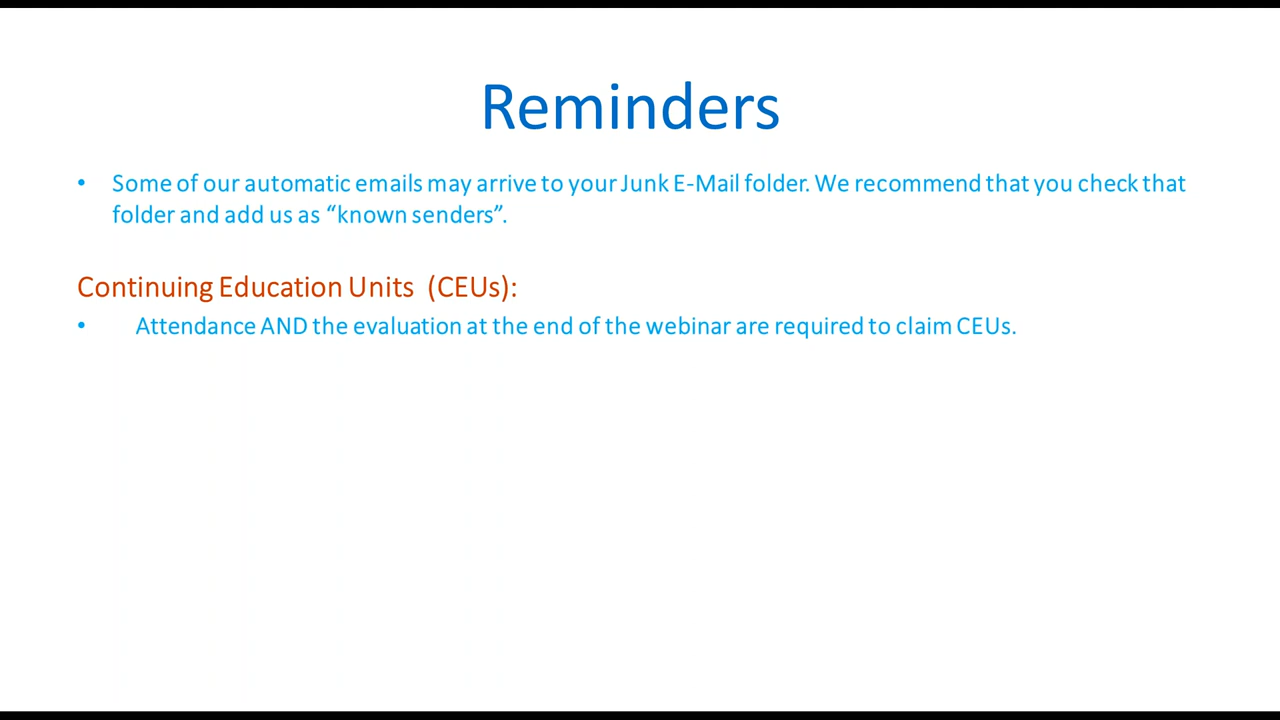 Reminders
• Some of our automatic emails may arrive to your Junk E-Mail folder. We recommend that you check that
folder and add us as “known senders”.
Continuing Education Units (CEUs):
• Attendance AND the evaluation at the end of the webinar are required to claim CEUs.